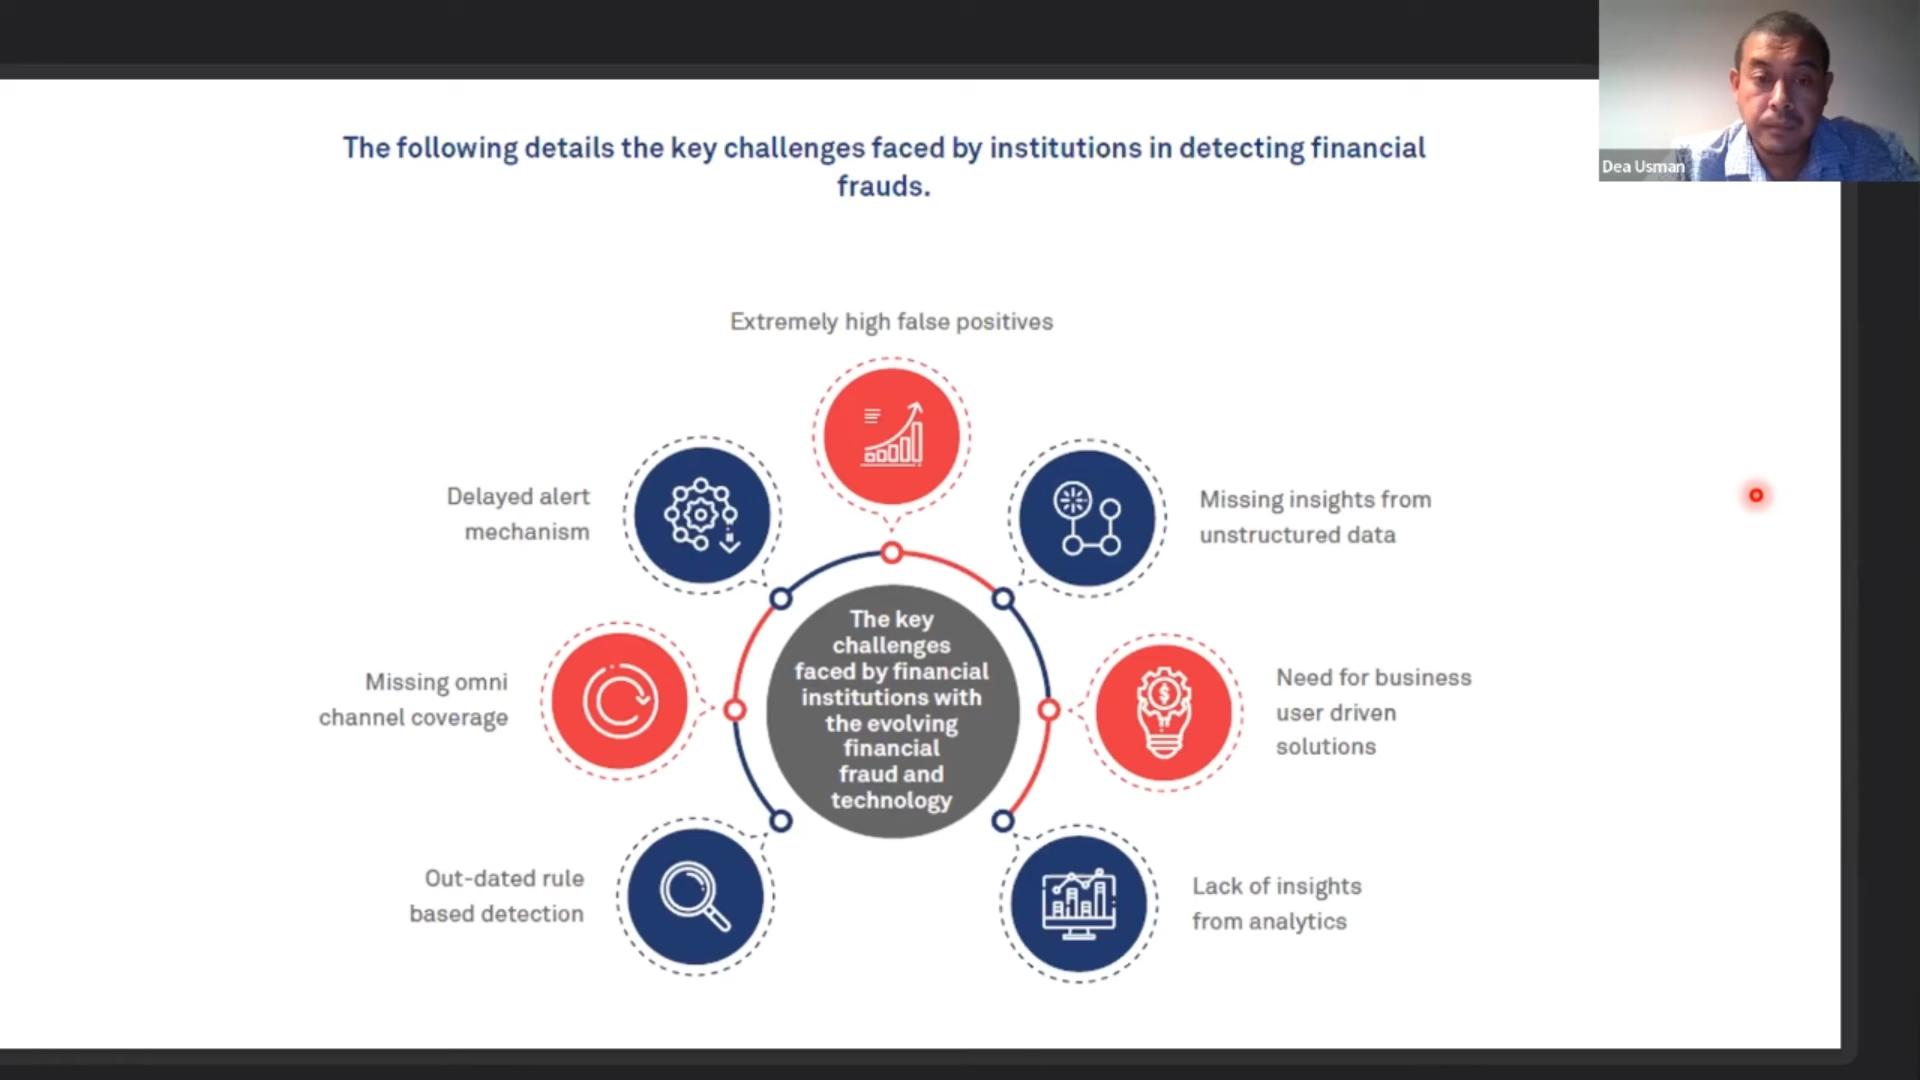 The following details the key challenges faced by institutions in detecting financial
frauds.
Dea Usman
Extremely high false positives
Delayed alert
mechanism
Missing insights from
unstructured data
Missing omni
channel coverage
The key
challenges
faced by financial
institutions with
the evolving
financial
fraud and
technology
Need for business
user driven
solutions
Out-dated rule
based detection
Lack of insights
from analytics